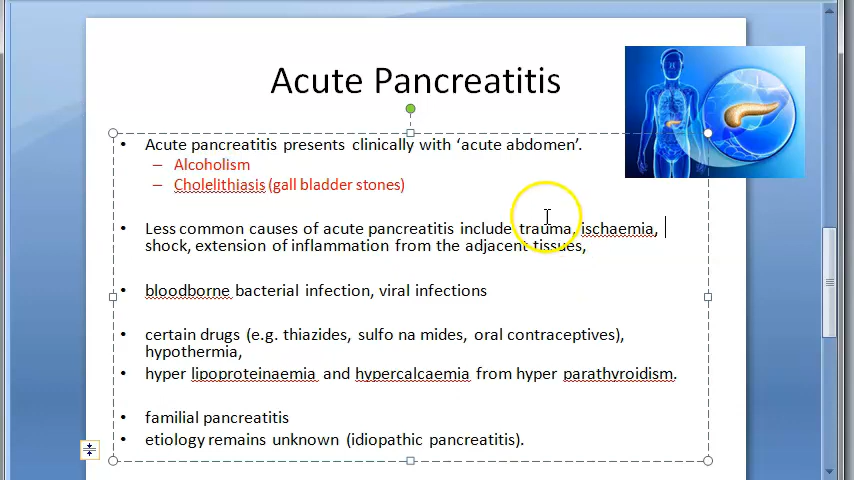 Acute Pancreatitis
• Acute pancreatitis presents clinically with ‘acute abdomen’.
– Alcoholism
– Cholelithiasis (gall bladder stones)
• Less common causes of acute pancreatitis include trauma, ischaemia,
shock, extension of inflammation from the adjacent tissues,
• bloodborne bacterial infection, viral infections
• certain drugs (e.g. thiazides, sulfo na mides, oral contraceptives),
hypothermia,
• hyper lipoproteinaemia and hypercalcaemia from hyper parathyroidism.
• familial pancreatitis
• etiology remains unknown (idiopathic pancreatitis).